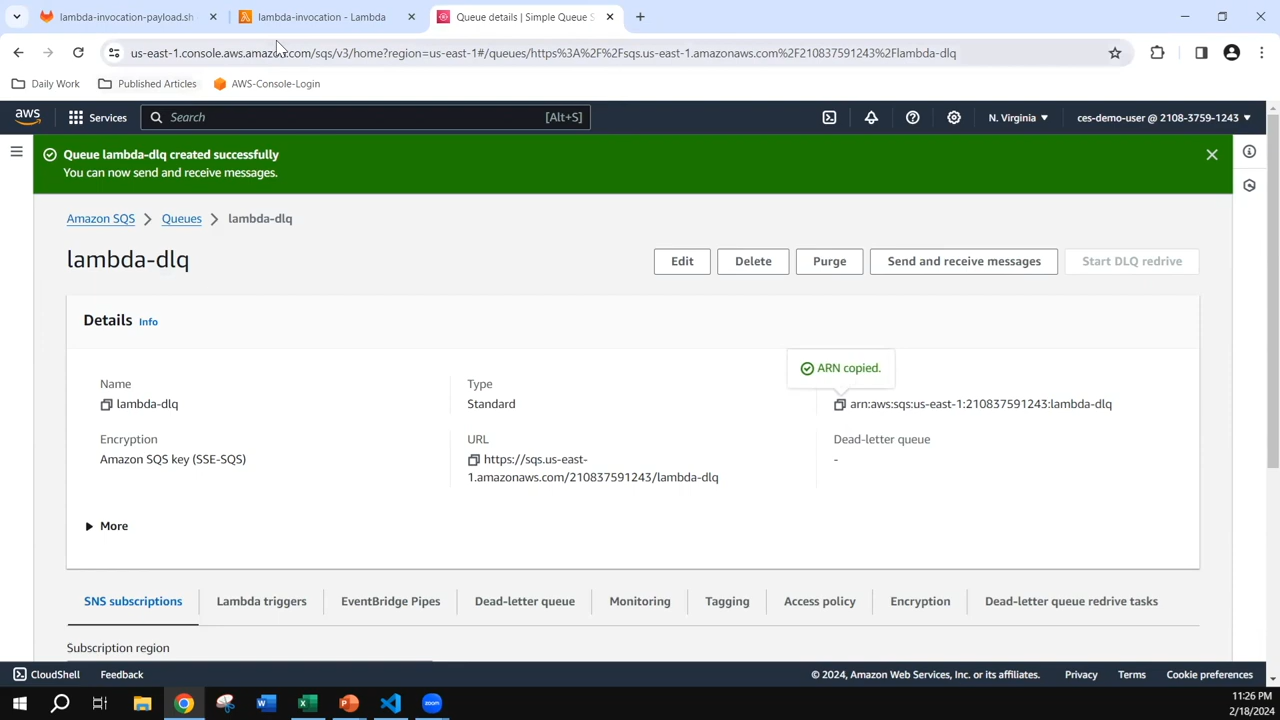 lambda-invocation-payload.sh
lambda-invocation - Lambda
Queue details | Simple Queue S
us-east-1.console.aws.amazon.com/sqs/v3/home?region=us-east-1#/queues/https%3A%2F%2Fsqs.us-east-1.amazonaws.com%2F210837591243%2Flambda-dlq
Daily Work
Published Articles
AWS-Console-Login
aws
Services
Search
[Alt+S]
N. Virginia
ces-demo-user @ 2108-3759-1243
Queue lambda-dlq created successfully
You can now send and receive messages.
Amazon SQS
Queues
lambda-dlq
lambda-dlq
Edit
Delete
Purge
Send and receive messages
Start DLQ redrive
Details Info
ARN copied.
Name
lambda-dlq
Type
Standard
arn:aws:sqs:us-east-1:210837591243:lambda-dlq
Encryption
Amazon SQS key (SSE-SQS)
URL
https://sqs.us-east-
1.amazonaws.com/210837591243/lambda-dlq
Dead-letter queue
-
More
SNS subscriptions
Lambda triggers
EventBridge Pipes
Dead-letter queue
Monitoring
Tagging
Access policy
Encryption
Dead-letter queue redrive tasks
Subscription region
CloudShell
Feedback
© 2024, Amazon Web Services, Inc. or its affiliates.
Privacy
Terms
Cookie preferences
zoom
11:26 PM
2/18/2024